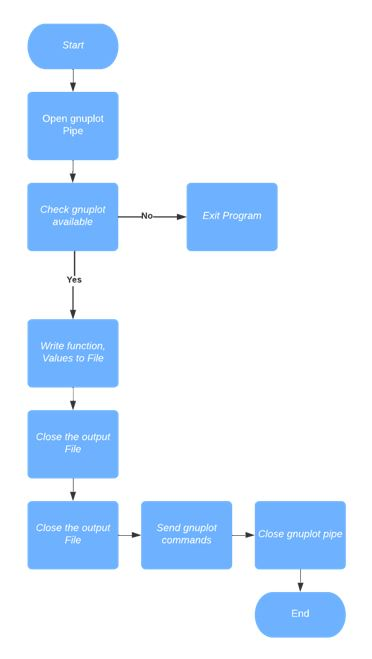 Start
Open gnuplot
Pipe
Check gnuplot
available
No
Exit Program
Yes
Write function,
Values to File
Close the output
File
Close the output
File
Send gnuplot
commands
Close gnuplot pipe
End